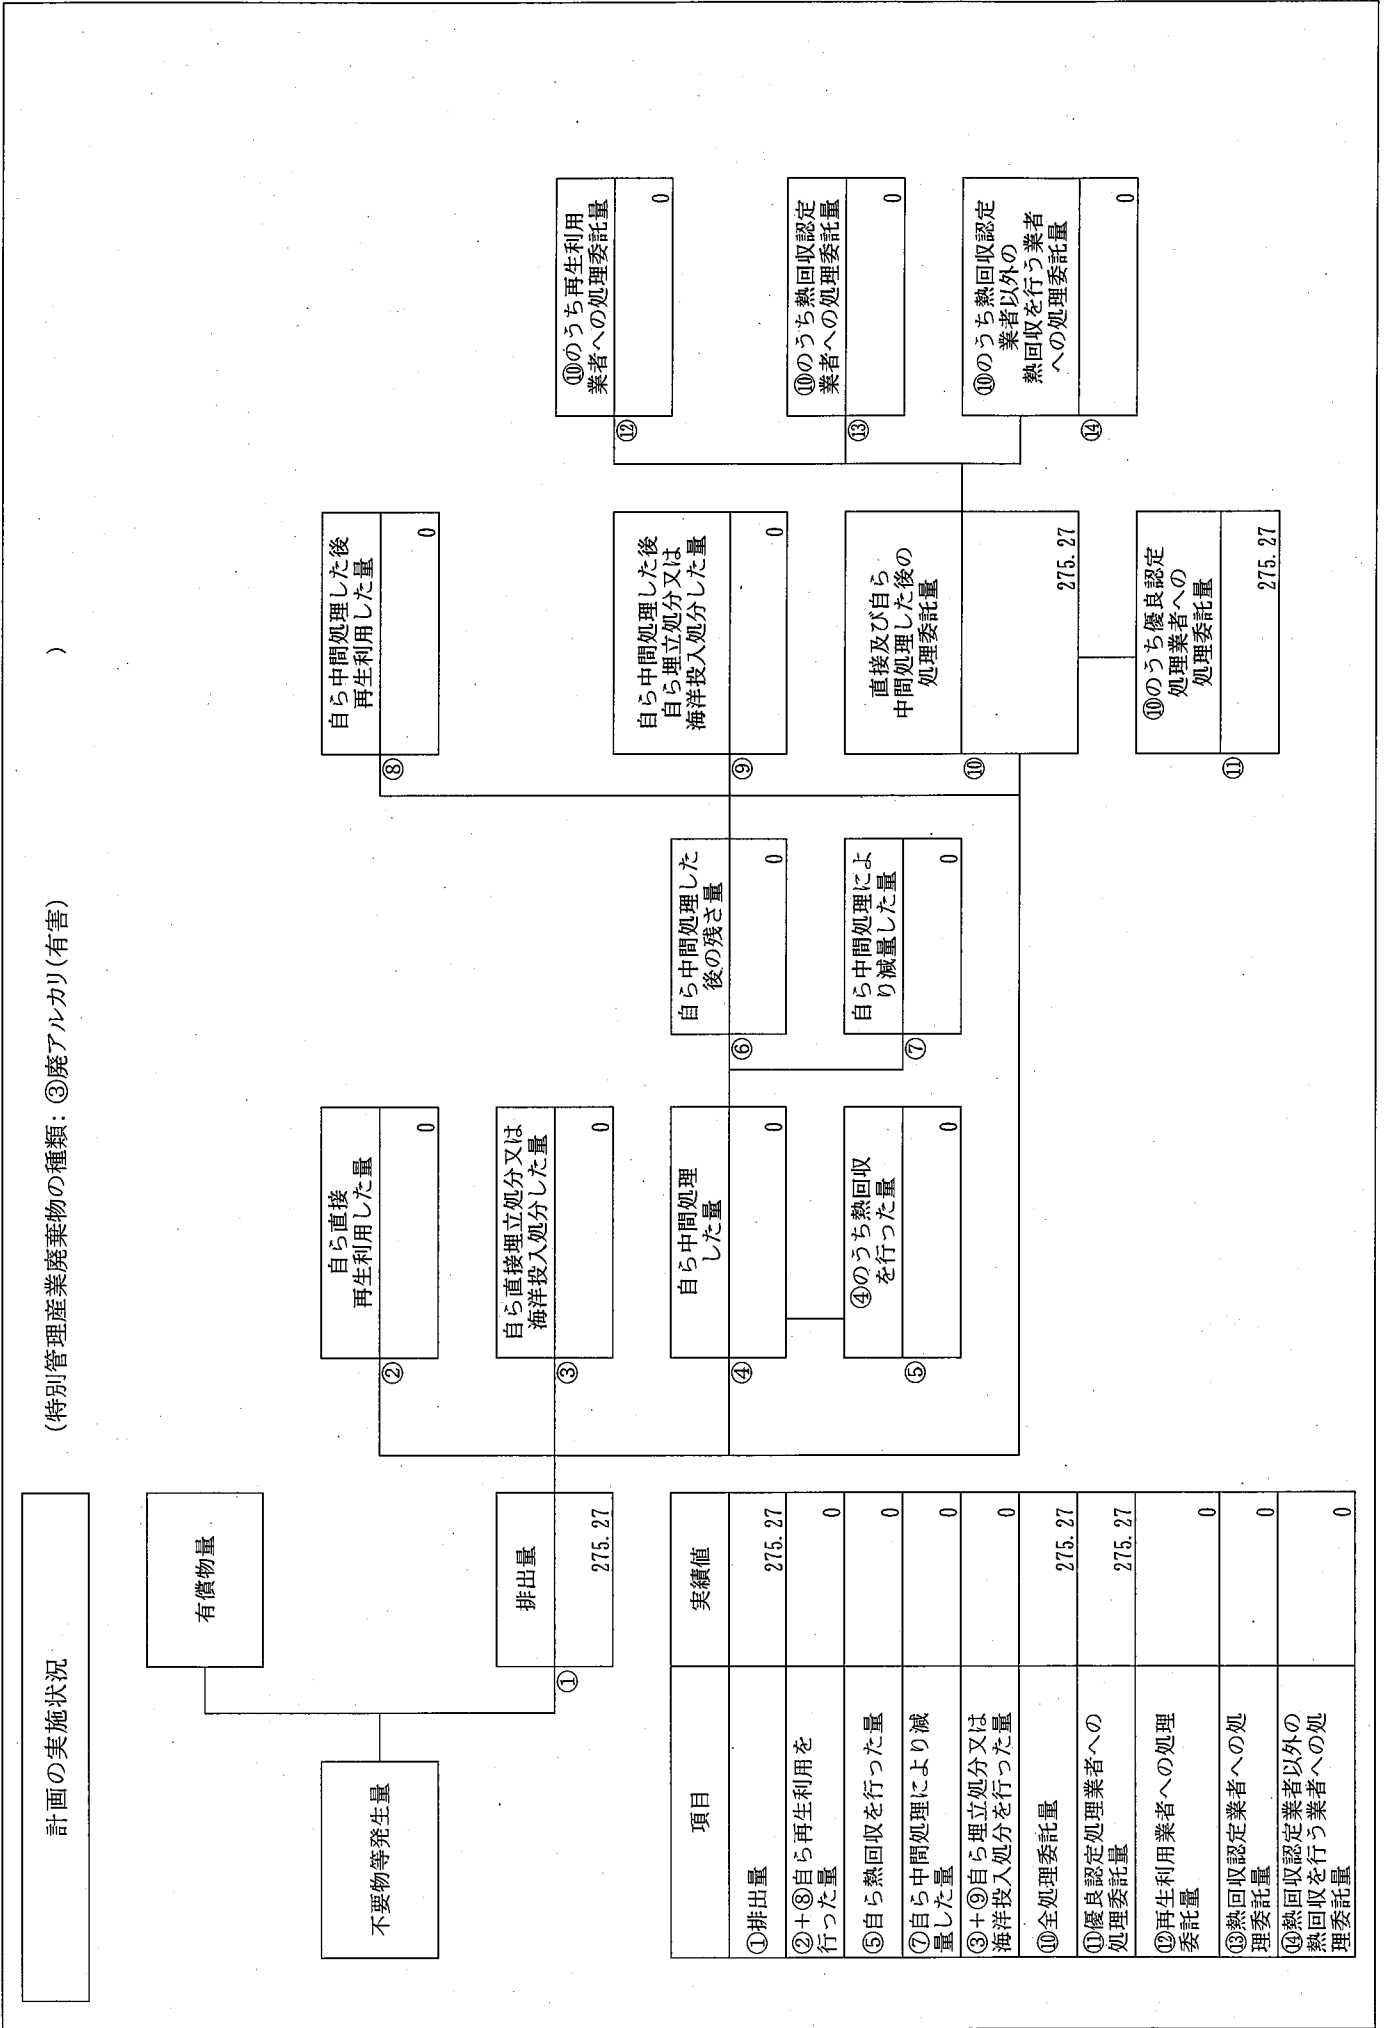 計画の実施状況
(特別管理産業廃棄物の種類:③廃アルカリ(有害)
)
不要物等発生量
有償物量
排出量
①
275.27
自ら直接
再生利用した量
②
0
自ら直接埋立処分又は
海洋投入処分した量
③
0
自ら中間処理
した量
④
0
④のうち熱回収
を行った量
⑤
0
自ら中間処理した
後の残さ量
⑥
0
自ら中間処理によ
り減量した量
⑦
0
自ら中間処理した後
再生利用した量
⑧
0
自ら中間処理した後
自ら埋立処分又は
海洋投入処分した量
⑨
0
直接及び自ら
中間処理した後の
処理委託量
⑩
275.27
⑩のうち優良認定
処理業者への
処理委託量
⑪
275.27
⑩のうち再生利用
業者への処理委託量
⑫
0
⑩のうち熱回収認定
業者への処理委託量
⑬
0
⑩のうち熱回収認定
業者以外の
熱回収を行う業者
への処理委託量
⑭
0
項目
実績値
①排出量
275.27
②+⑧自ら再生利用を
行った量
0
⑤自ら熱回収を行った量
0
⑦自ら中間処理により減
量した量
0
③+⑨自ら埋立処分又は
海洋投入処分を行った量
0
⑩全処理委託量
275.27
⑪優良認定処理業者への
処理委託量
275.27
⑫再生利用業者への処理
委託量
0
⑬熱回収認定業者への処
理委託量
0
⑭熱回収認定業者以外の
熱回収を行う業者への処
理委託量
0